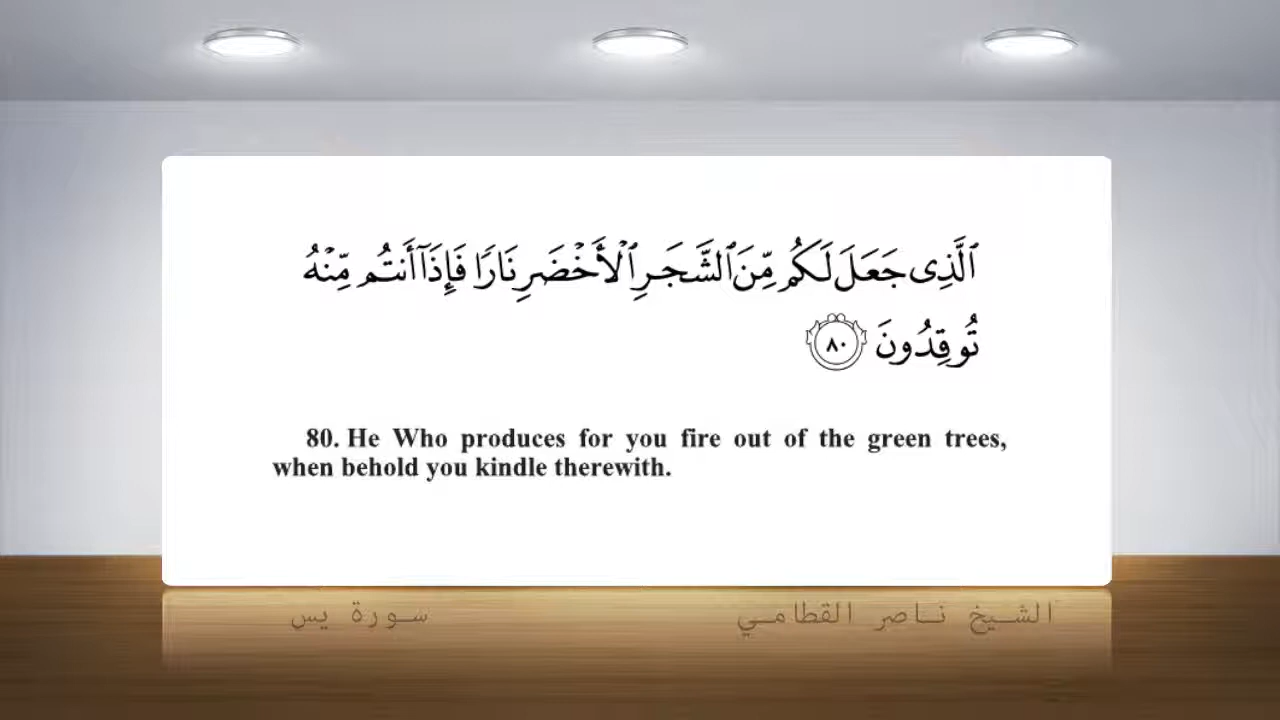 ٱلَّذِى جَعَلَ لَكُم مِّنَ ٱلشَّجَرِ ٱلْأَخْضَرِ نَارًا فَإِذَآ أَنتُم مِّنْهُ
تُوقِدُونَ ٨٠
80. He Who produces for you fire out of the green trees,
when behold you kindle therewith.
الشيخ ناصر القطامي سورة يس